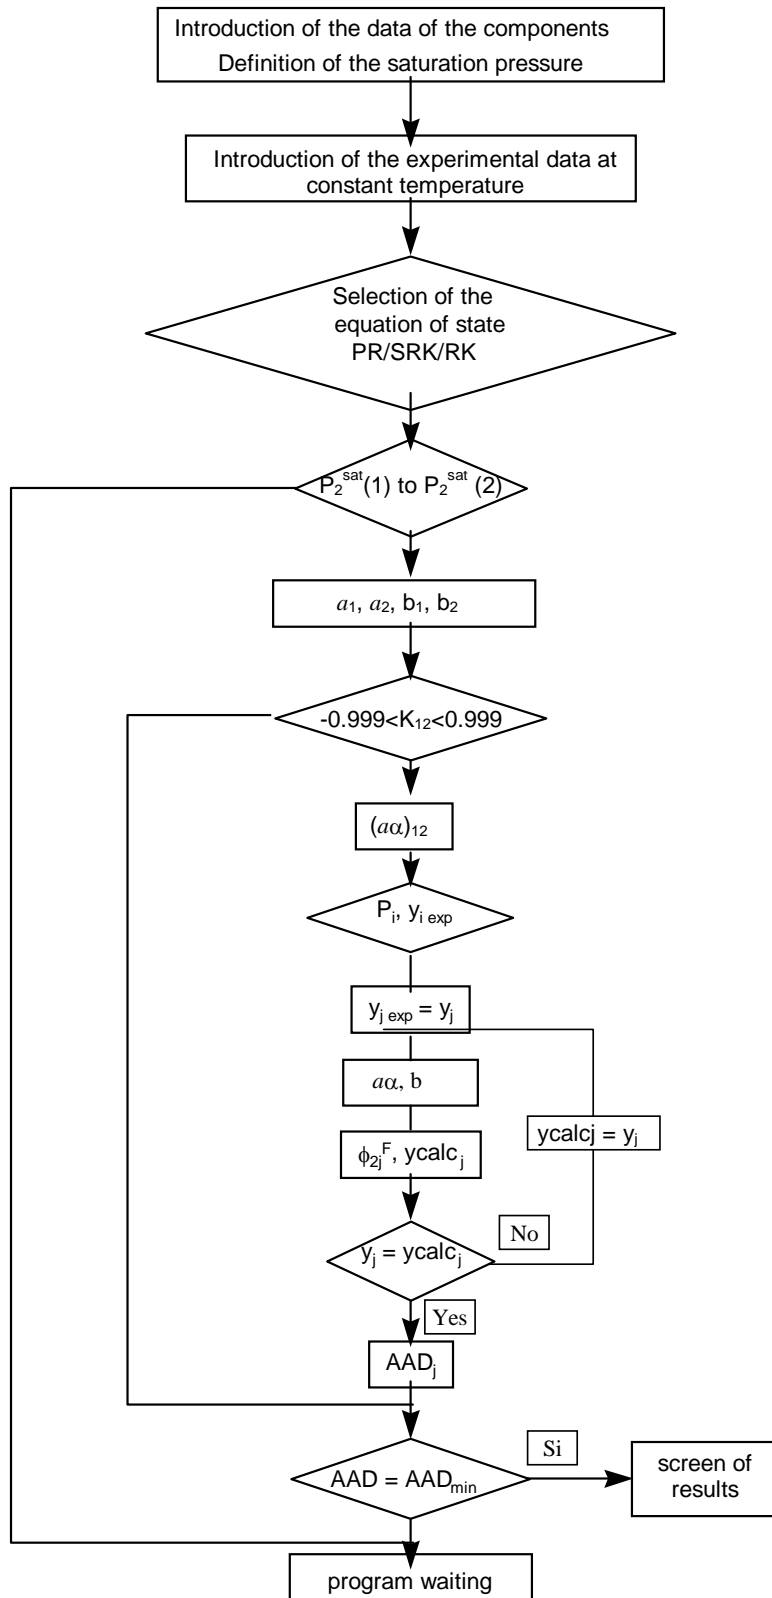 Introduction of the data of the components
Definition of the saturation pressure
Introduction of the experimental data at
constant temperature
Selection of the
equation of state
PR/SRK/RK
P₂ˢᵃᵗ(1) to P₂ˢᵃᵗ (2)
a₁, a₂, b₁, b₂
-0.999<K₁₂<0.999
(aα)₁₂
Pᵢ, yᵢ exp
yⱼ exp = yⱼ
aα, b
ycalcj = yⱼ
ϕ₂ⱼF, ycalcⱼ
No
yⱼ = ycalcⱼ
Yes
AADⱼ
Si
AAD = AADmin
screen of
results
program waiting